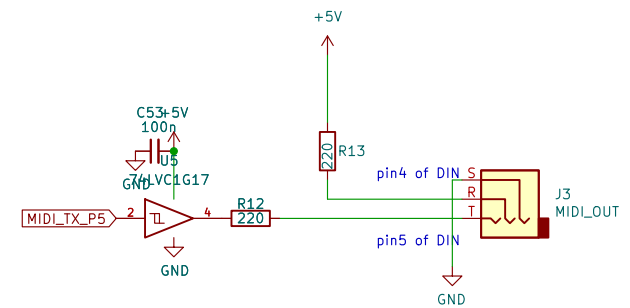 +5V
C53 +5V
100n
U5
GND 74LVC1G17
220 R13
pin4 of DIN S
R
T
J3
MIDI_OUT
MIDI_TX_P5 2 4
R12
220
pin5 of DIN
GND
GND